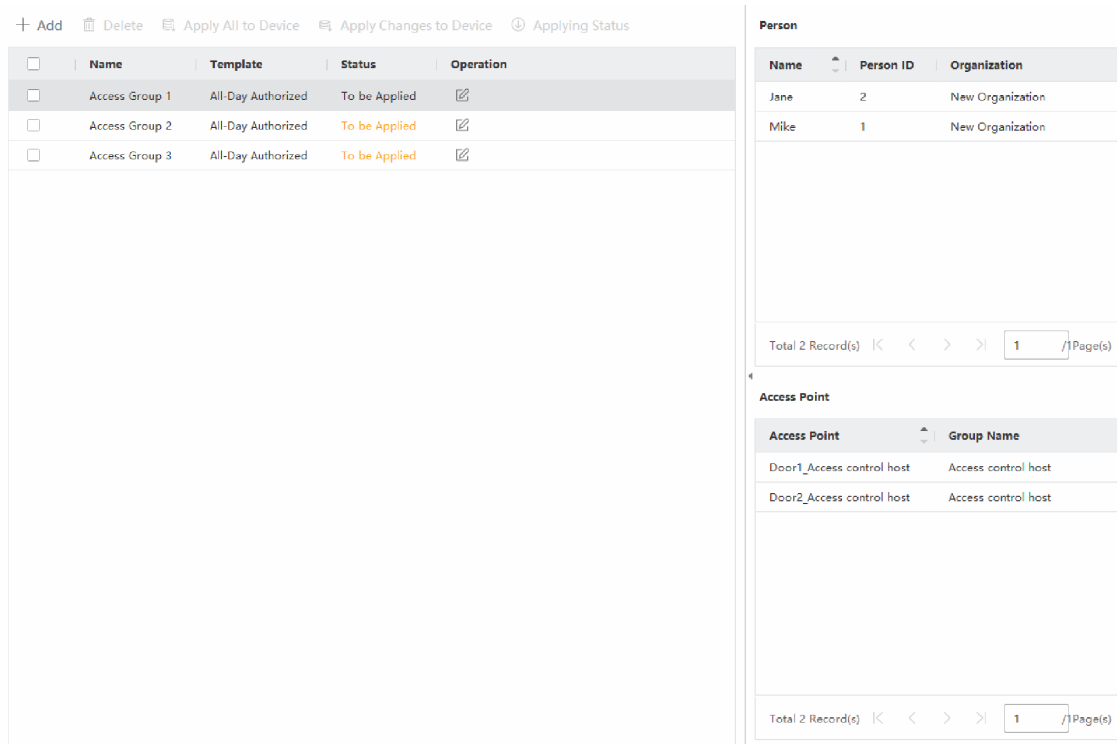 + Add Delete Apply All to Device Apply Changes to Device Applying Status
Name Template Status Operation
Access Group 1 All-Day Authorized To be Applied
Access Group 2 All-Day Authorized To be Applied
Access Group 3 All-Day Authorized To be Applied
Person
Name Person ID Organization
Jane 2 New Organization
Mike 1 New Organization
Total 2 Record(s) 1 /1Page(s)
Access Point
Access Point Group Name
Door1_Access control host Access control host
Door2_Access control host Access control host
Total 2 Record(s) 1 /1Page(s)